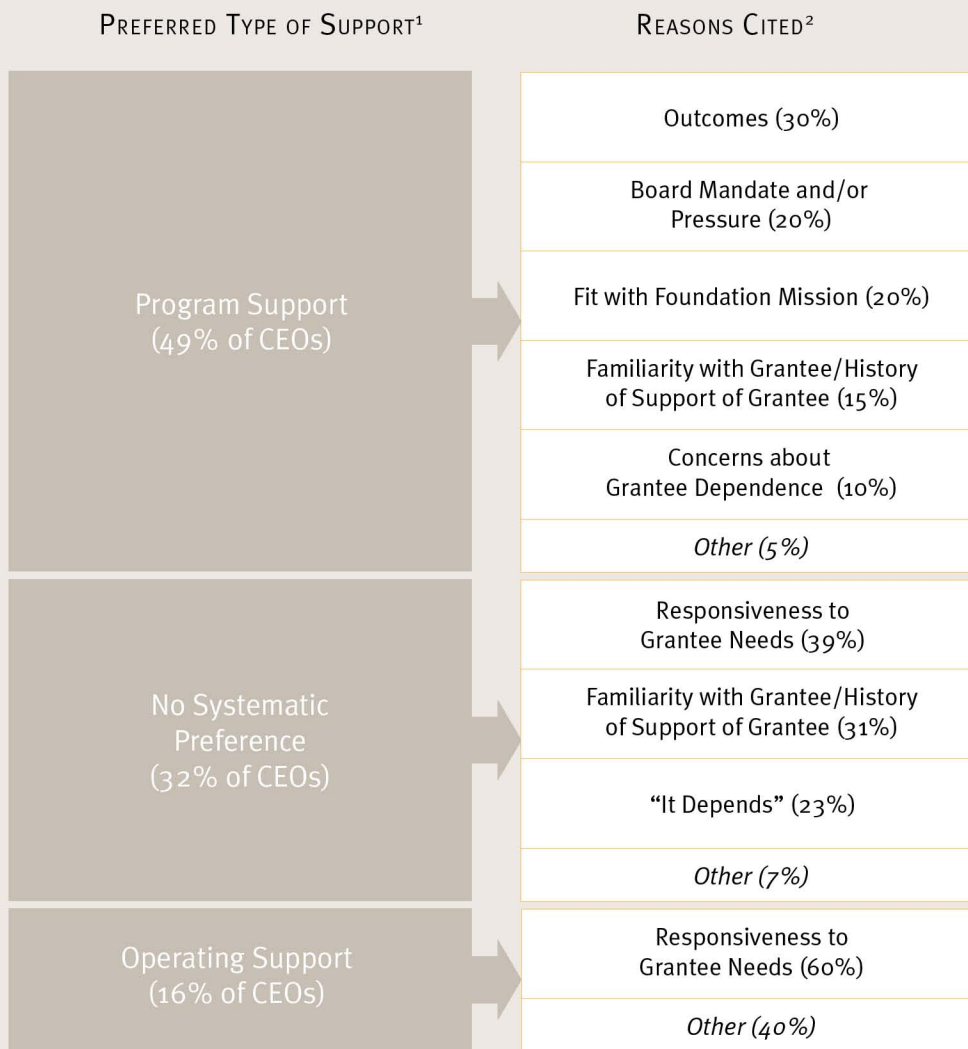 PREFERRED TYPE OF SUPPORT¹
REASONS CITED²
Program Support
(49% of CEOs)
Outcomes (30%)
Board Mandate and/or
Pressure (20%)
Fit with Foundation Mission (20%)
Familiarity with Grantee/History
of Support of Grantee (15%)
Concerns about
Grantee Dependence (10%)
Other (5%)
No Systematic
Preference
(32% of CEOs)
Responsiveness to
Grantee Needs (39%)
Familiarity with Grantee/History
of Support of Grantee (31%)
“It Depends” (23%)
Other (7%)
Operating Support
(16% of CEOs)
Responsiveness to
Grantee Needs (60%)
Other (40%)